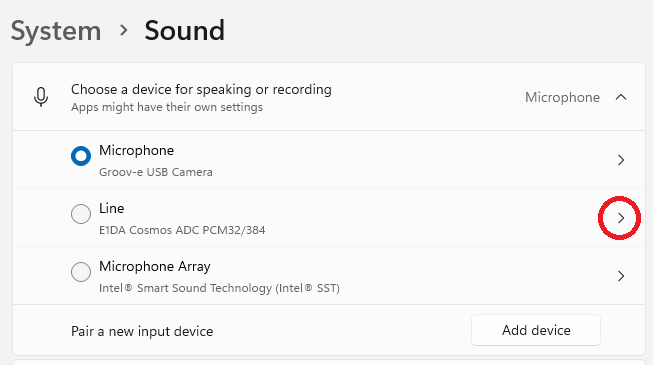 System > Sound
Choose a device for speaking or recording
Apps might have their own settings
Microphone
Microphone
Groov-e USB Camera
Line
E1DA Cosmos ADC PCM32/384
Microphone Array
Intel® Smart Sound Technology (Intel® SST)
Pair a new input device
Add device